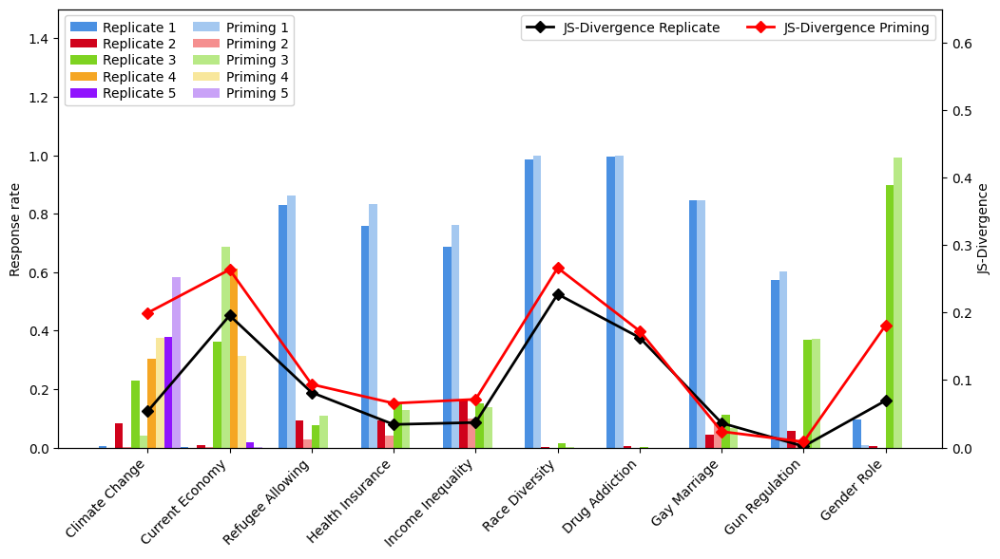 Replicate 1
Replicate 2
Replicate 3
Replicate 4
Replicate 5
Priming 1
Priming 2
Priming 3
Priming 4
Priming 5
JS-Divergence Replicate
JS-Divergence Priming
Response rate
1.4
1.2
1.0
0.8
0.6
0.4
0.2
0.0
JS-Divergence
0.6
0.5
0.4
0.3
0.2
0.1
0.0
Climate Change
Current Economy
Refugee Allowing
Health Insurance
Income Inequality
Race Diversity
Drug Addiction
Gay Marriage
Gun Regulation
Gender Role